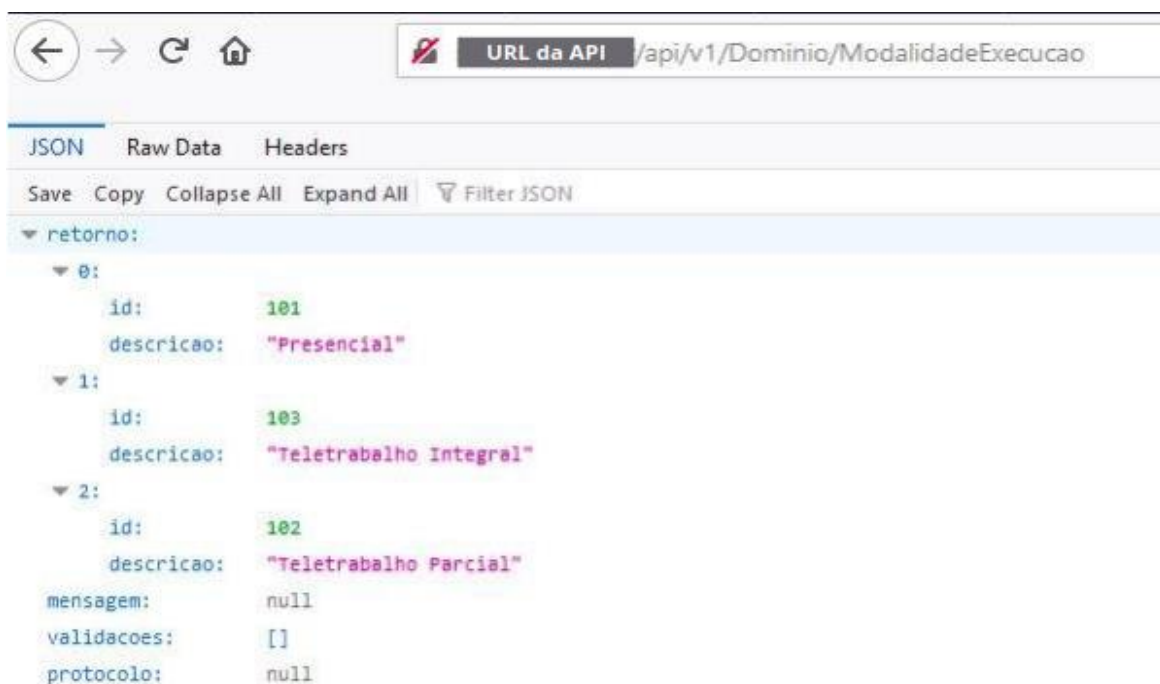 URL da API /api/v1/Dominio/ModalidadeExecucao
JSON Raw Data Headers
Save Copy Collapse All Expand All Filter JSON
retorno:
0:
id: 101
descricao: "Presencial"
1:
id: 103
descricao: "Teletrabalho Integral"
2:
id: 102
descricao: "Teletrabalho Parcial"
mensagem: null
validacoes: []
protocolo: null